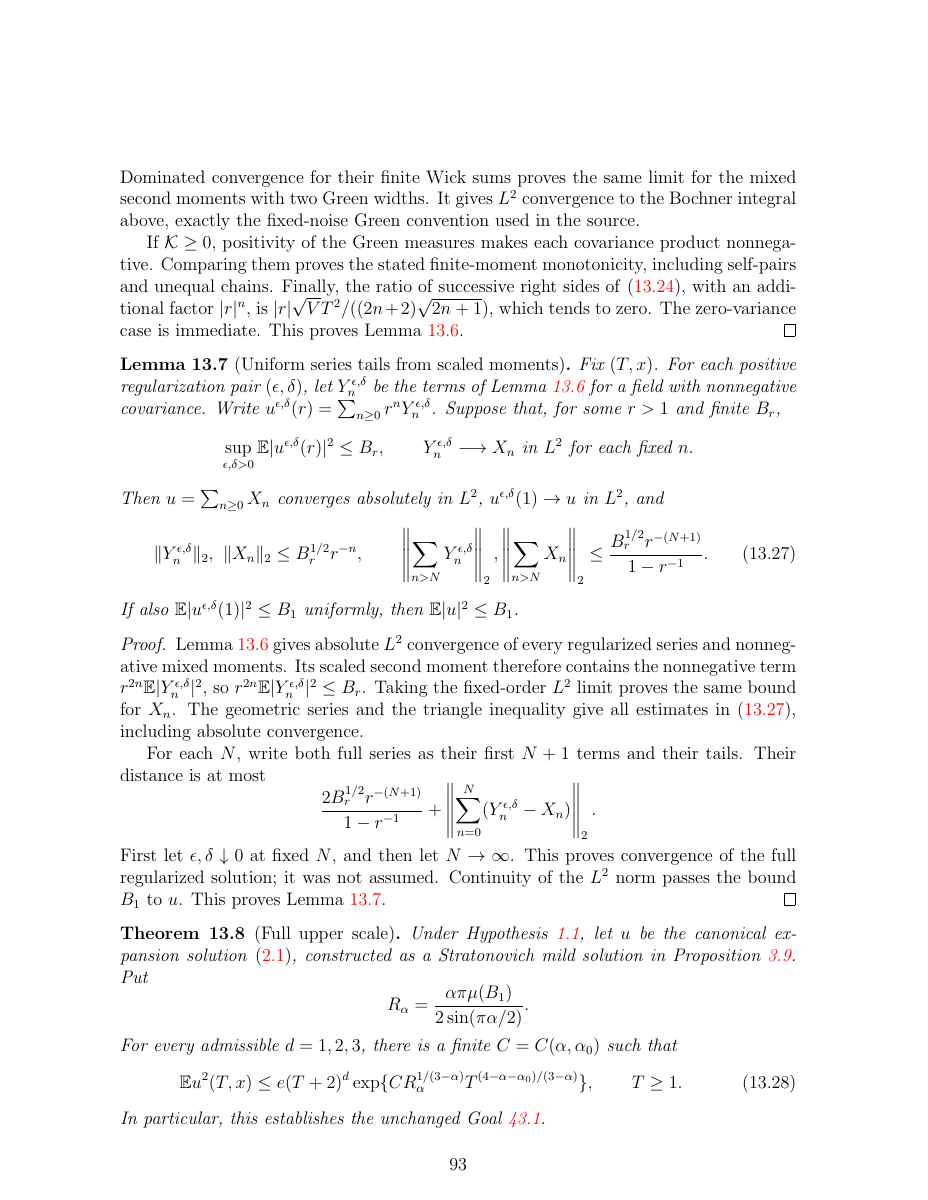 Dominated convergence for their finite Wick sums proves the same limit for the mixed
second moments with two Green widths. It gives L² convergence to the Bochner integral
above, exactly the fixed-noise Green convention used in the source.
If 𝒦 ≥ 0, positivity of the Green measures makes each covariance product nonnega-
tive. Comparing them proves the stated finite-moment monotonicity, including self-pairs
and unequal chains. Finally, the ratio of successive right sides of (13.24), with an addi-
tional factor |r|ⁿ, is |r|√V T²/((2n+2)√(2n+1)), which tends to zero. The zero-variance
case is immediate. This proves Lemma 13.6. □
Lemma 13.7 (Uniform series tails from scaled moments). Fix (T, x). For each positive
regularization pair (ϵ, δ), let Y_n^{ϵ,δ} be the terms of Lemma 13.6 for a field with nonnegative
covariance. Write u^{ϵ,δ}(r) = ∑_{n≥0} rⁿY_n^{ϵ,δ}. Suppose that, for some r > 1 and finite B_r,
sup_{ϵ,δ>0} 𝔼|u^{ϵ,δ}(r)|² ≤ B_r, Y_n^{ϵ,δ} ⟶ X_n in L² for each fixed n.
Then u = ∑_{n≥0} X_n converges absolutely in L², u^{ϵ,δ}(1) → u in L², and
‖Y_n^{ϵ,δ}‖₂, ‖X_n‖₂ ≤ B_r^{1/2}r^{−n}, ‖∑_{n>N} Y_n^{ϵ,δ}‖₂, ‖∑_{n>N} X_n‖₂ ≤ B_r^{1/2}r^{−(N+1)} / (1 − r^{−1}). (13.27)
If also 𝔼|u^{ϵ,δ}(1)|² ≤ B₁ uniformly, then 𝔼|u|² ≤ B₁.
Proof. Lemma 13.6 gives absolute L² convergence of every regularized series and nonneg-
ative mixed moments. Its scaled second moment therefore contains the nonnegative term
r^{2n}𝔼|Y_n^{ϵ,δ}|², so r^{2n}𝔼|Y_n^{ϵ,δ}|² ≤ B_r. Taking the fixed-order L² limit proves the same bound
for X_n. The geometric series and the triangle inequality give all estimates in (13.27),
including absolute convergence.
For each N, write both full series as their first N + 1 terms and their tails. Their
distance is at most
2B_r^{1/2}r^{−(N+1)} / (1 − r^{−1}) + ‖∑_{n=0}^{N} (Y_n^{ϵ,δ} − X_n)‖₂.
First let ϵ, δ ↓ 0 at fixed N, and then let N → ∞. This proves convergence of the full
regularized solution; it was not assumed. Continuity of the L² norm passes the bound
B₁ to u. This proves Lemma 13.7. □
Theorem 13.8 (Full upper scale). Under Hypothesis 1.1, let u be the canonical ex-
pansion solution (2.1), constructed as a Stratonovich mild solution in Proposition 3.9.
Put
R_α = απμ(B₁) / (2 sin(πα/2)).
For every admissible d = 1, 2, 3, there is a finite C = C(α, α₀) such that
𝔼u²(T, x) ≤ e(T + 2)^d exp{CR_α^{1/(3−α)}T^{(4−α−α₀)/(3−α)}}, T ≥ 1. (13.28)
In particular, this establishes the unchanged Goal 43.1.
93